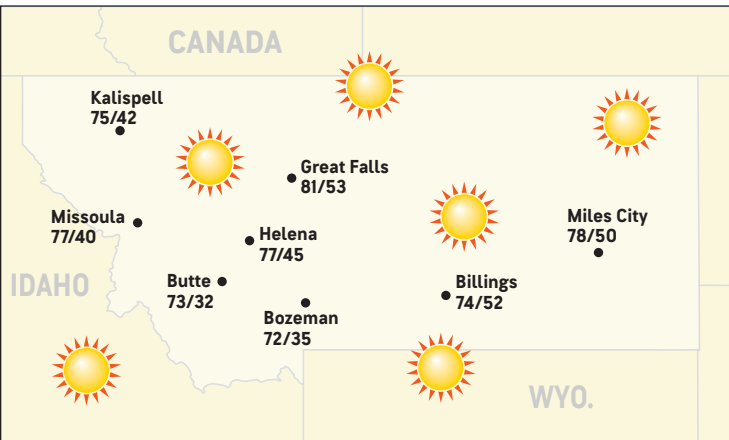 CANADA
Kalispell
75/42
Great Falls
81/53
Missoula
77/40
Helena
77/45
Miles City
78/50
IDAHO
Butte
73/32
Billings
74/52
Bozeman
72/35
WYO.